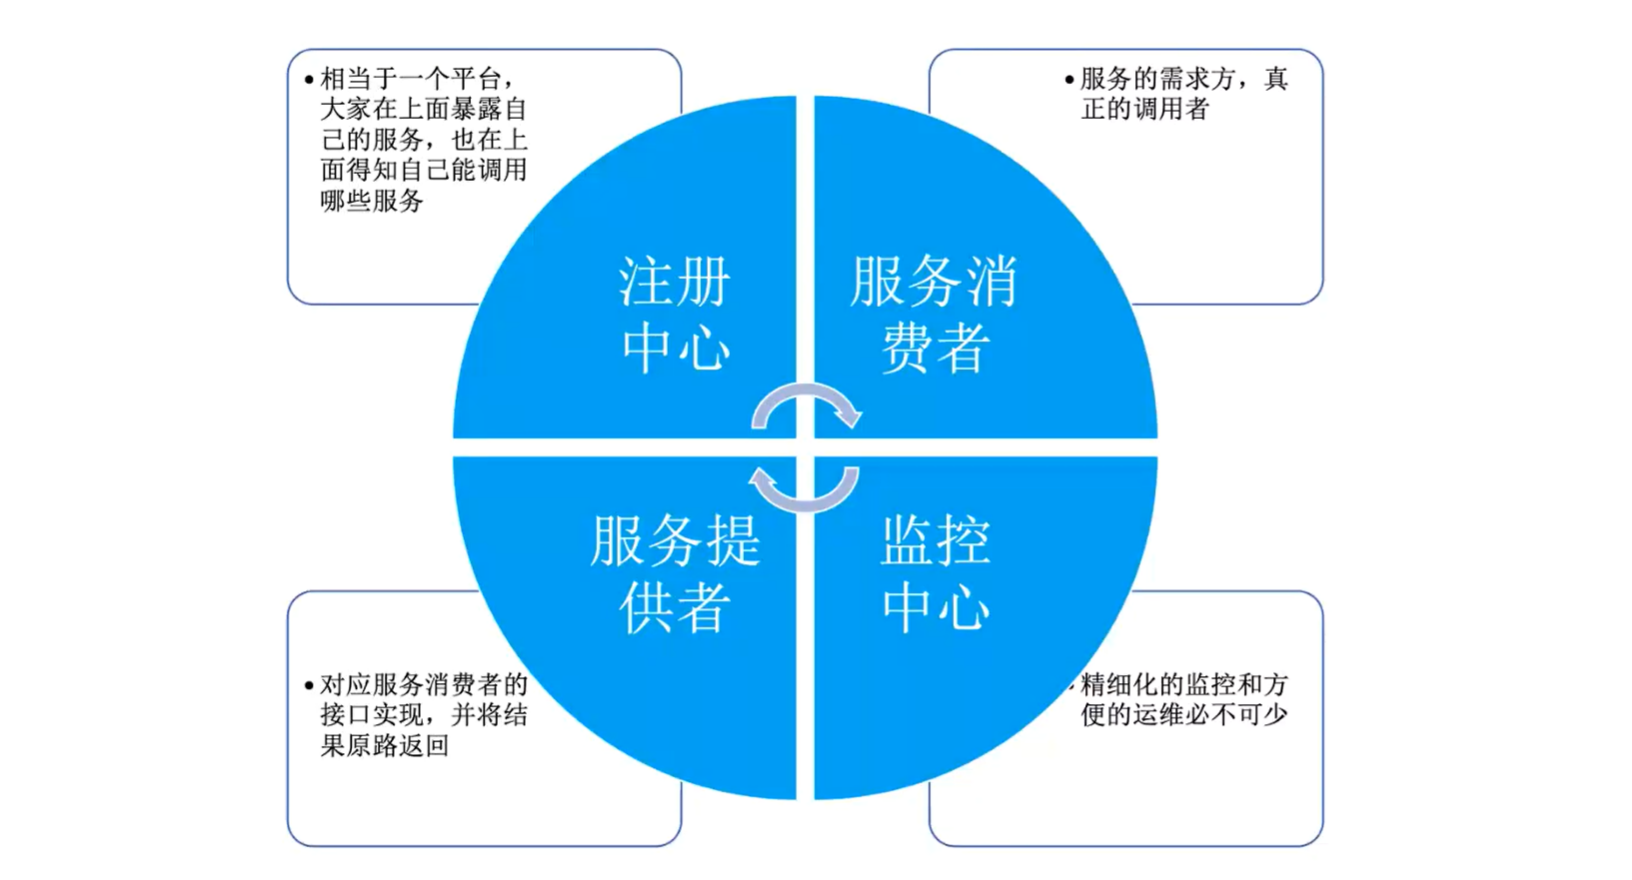 • 相当于一个平台，
大家在上面暴露自
己的服务，也在上
面得知自己能调用
哪些服务
• 服务的需求方，真
正的调用者
注册
中心
服务消
费者
服务提
供者
监控
中心
• 对应服务消费者的
接口实现，并将结
果原路返回
• 精细化的监控和方
便的运维必不可少